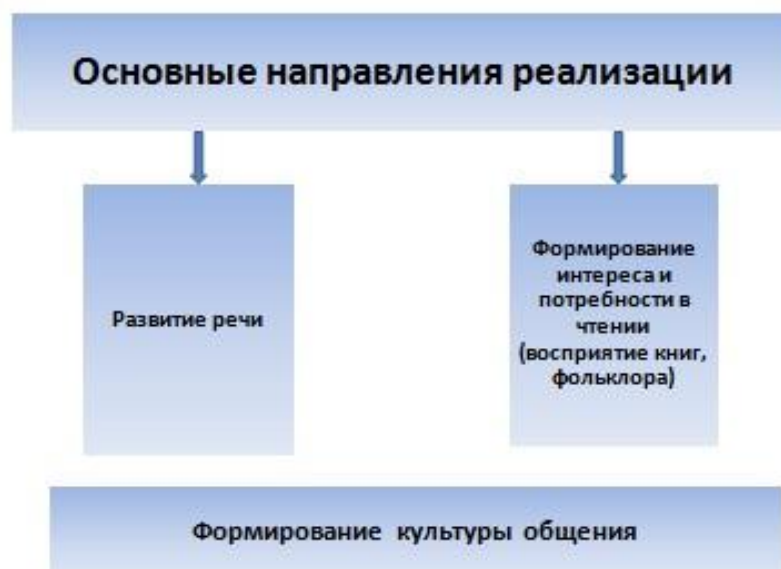 Основные направления реализации
Развитие речи
Формирование
интереса и
потребности в
чтении
(восприятие книг,
фольклора)
Формирование культуры общения